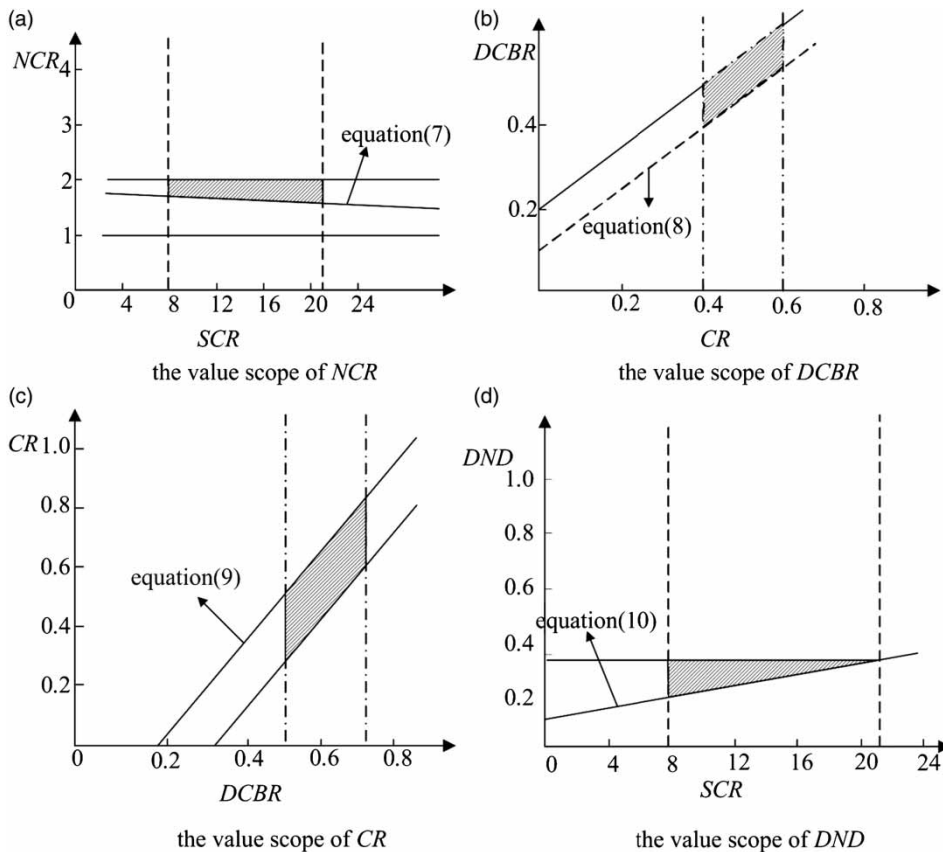 (a)
NCR
4
3
2
1
0
equation(7)
4 8 12 16 20 24
SCR
the value scope of NCR
(b)
DCBR
0.4
0.2
0
equation(8)
0.2 0.4 0.6 0.8
CR
the value scope of DCBR
(c)
CR
1.0
0.8
0.6
0.4
0.2
equation(9)
0 0.2 0.4 0.6 0.8
DCBR
the value scope of CR
(d)
DND
1.0
0.8
0.6
0.4
0.2
equation(10)
0 4 8 12 16 20 24
SCR
the value scope of DND